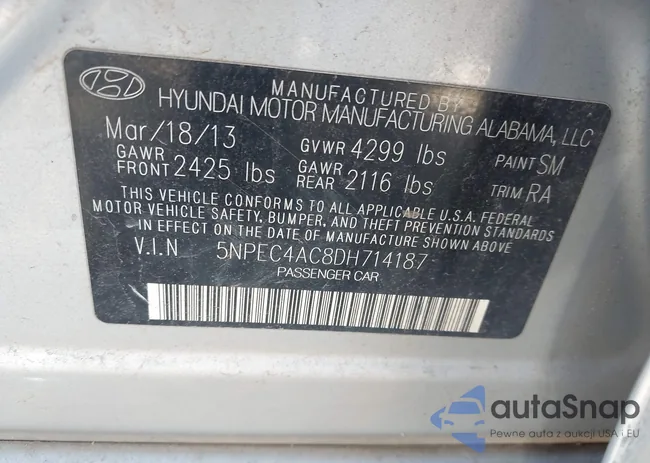 MANUFACTURED BY
HYUNDAI MOTOR MANUFACTURING ALABAMA, LLC
Mar/18/13 GVWR 4299 lbs PAINT SM
GAWR FRONT 2425 lbs GAWR REAR 2116 lbs TRIM RA
THIS VEHICLE CONFORMS TO ALL APPLICABLE U.S.A. FEDERAL
MOTOR VEHICLE SAFETY, BUMPER, AND THEFT PREVENTION STANDARDS
IN EFFECT ON THE DATE OF MANUFACTURE SHOWN ABOVE
V.I.N 5NPEC4AC8DH714187
PASSENGER CAR
autoSnap
Pewne auta z aukcji USA i EU